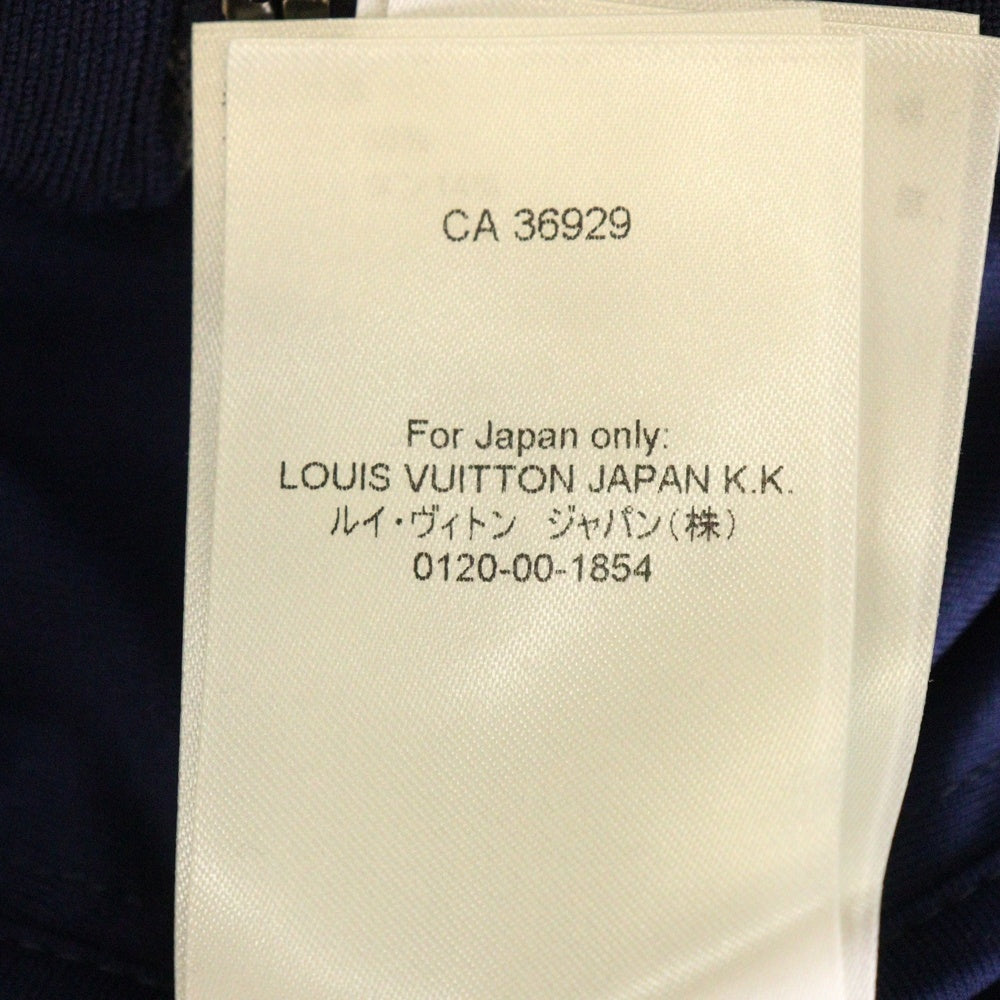 CA 36929
For Japan only:
LOUIS VUITTON JAPAN K.K.
ルイ・ヴィトン　ジャパン(株)
0120-00-1854